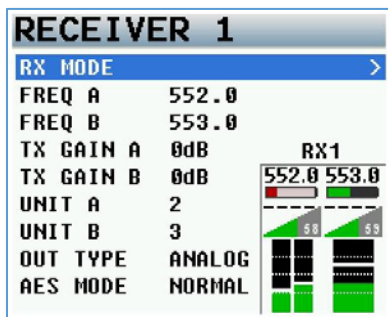 RECEIVER 1
RX MODE >
FREQ A 552.0
FREQ B 553.0
TX GAIN A 0dB
TX GAIN B 0dB
UNIT A 2
UNIT B 3
OUT TYPE ANALOG
AES MODE NORMAL
RX1
552.0 553.0
58 59